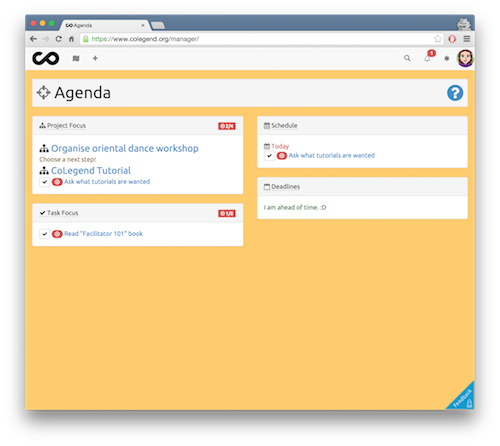 Agenda
https://www.colegend.org/manager/
1
Agenda
Project Focus
2/4
Organise oriental dance workshop
Choose a next step!
CoLegend Tutorial
Ask what tutorials are wanted
Task Focus
1/8
Read "Facilitator 101" book
Schedule
Today
Ask what tutorials are wanted
Deadlines
I am ahead of time. :D
Feedback